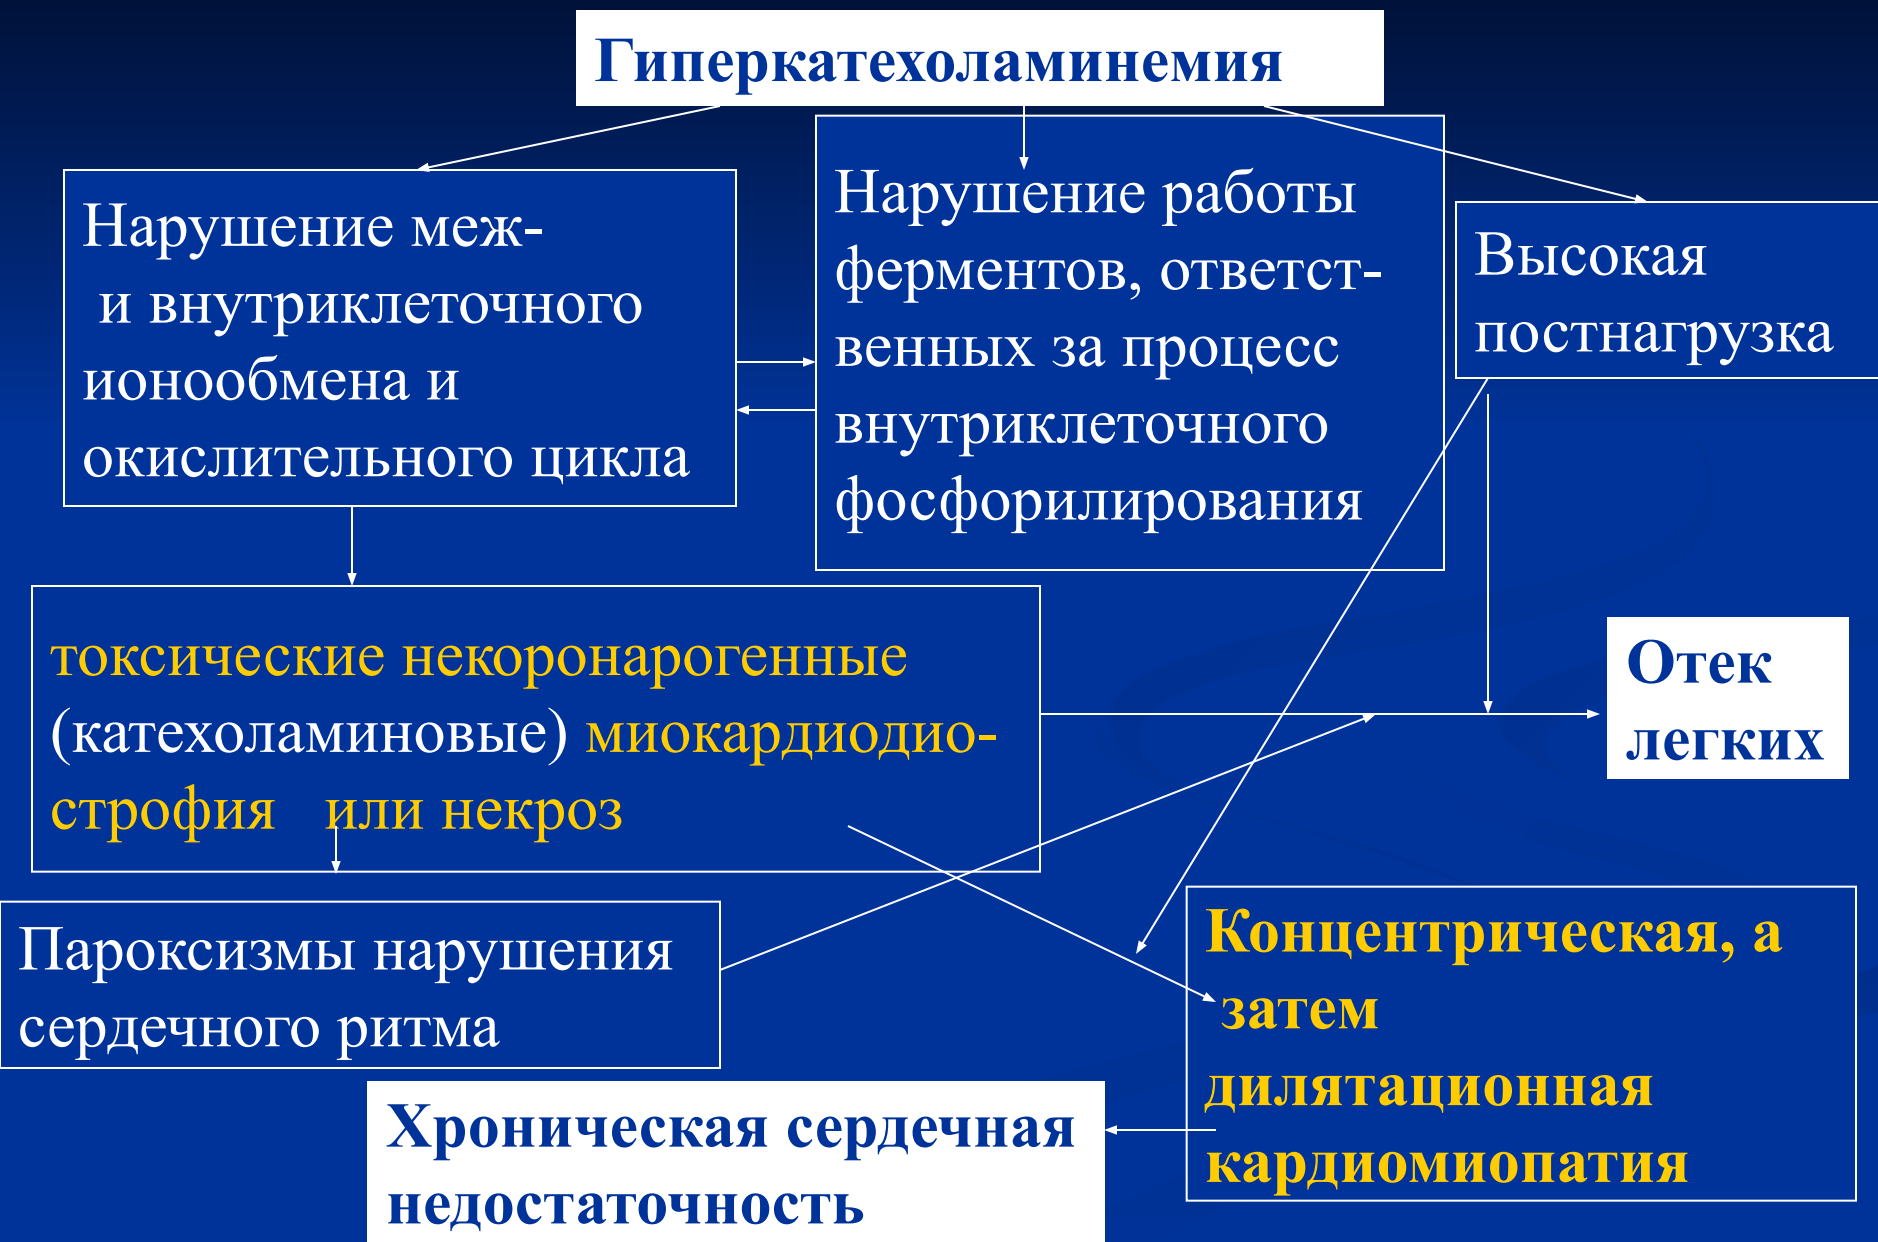 Гиперкатехоламинемия
Нарушение меж-
и внутриклеточного
ионообмена и
окислительного цикла
Нарушение работы
ферментов, ответст-
венных за процесс
внутриклеточного
фосфорилирования
Высокая
постнагрузка
токсические некоронарогенные
(катехоламиновые) миокардиодио-
строфия или некроз
Отек
легких
Пароксизмы нарушения
сердечного ритма
Концентрическая, а
затем
дилятационная
кардиомиопатия
Хроническая сердечная
недостаточность